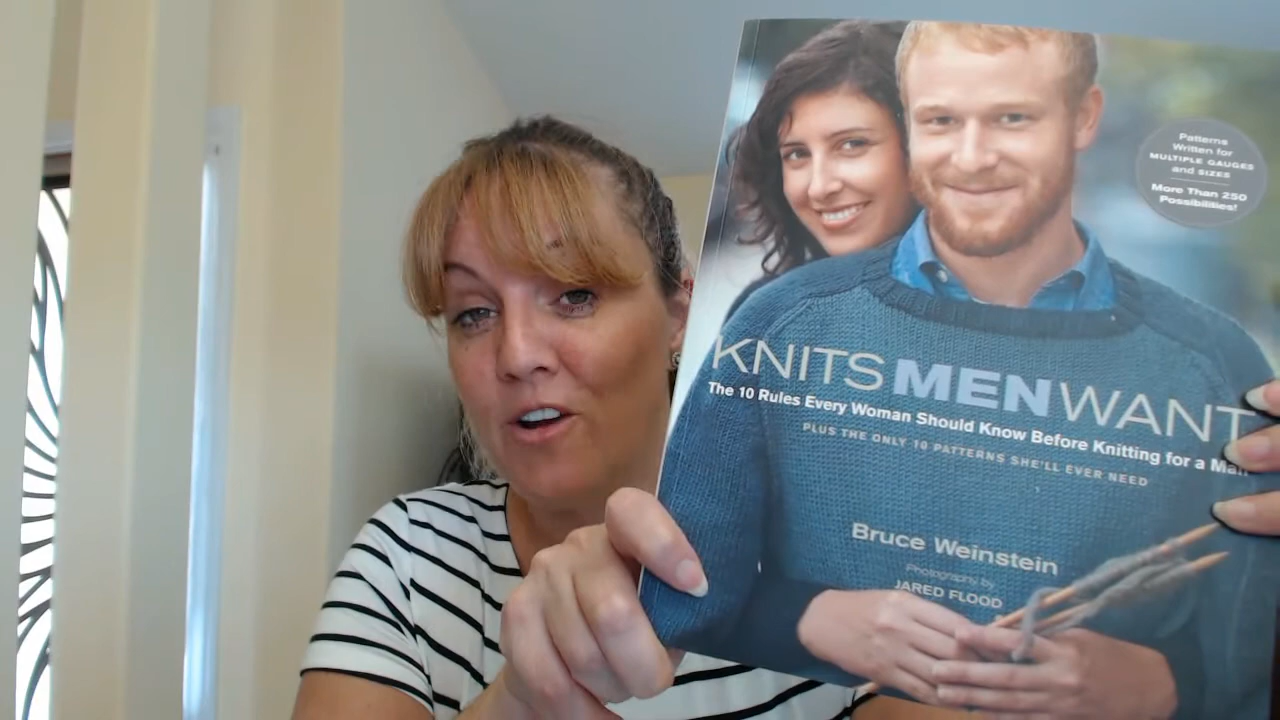 Patterns
Written for
MULTIPLE GAUGES
and SIZES
More Than 250
Possibilities!
KNITS MEN WANT
The 10 Rules Every Woman Should Know Before Knitting for a Man
PLUS THE ONLY 10 PATTERNS SHE'LL EVER NEED
Bruce Weinstein
Photography by
JARED FLOOD